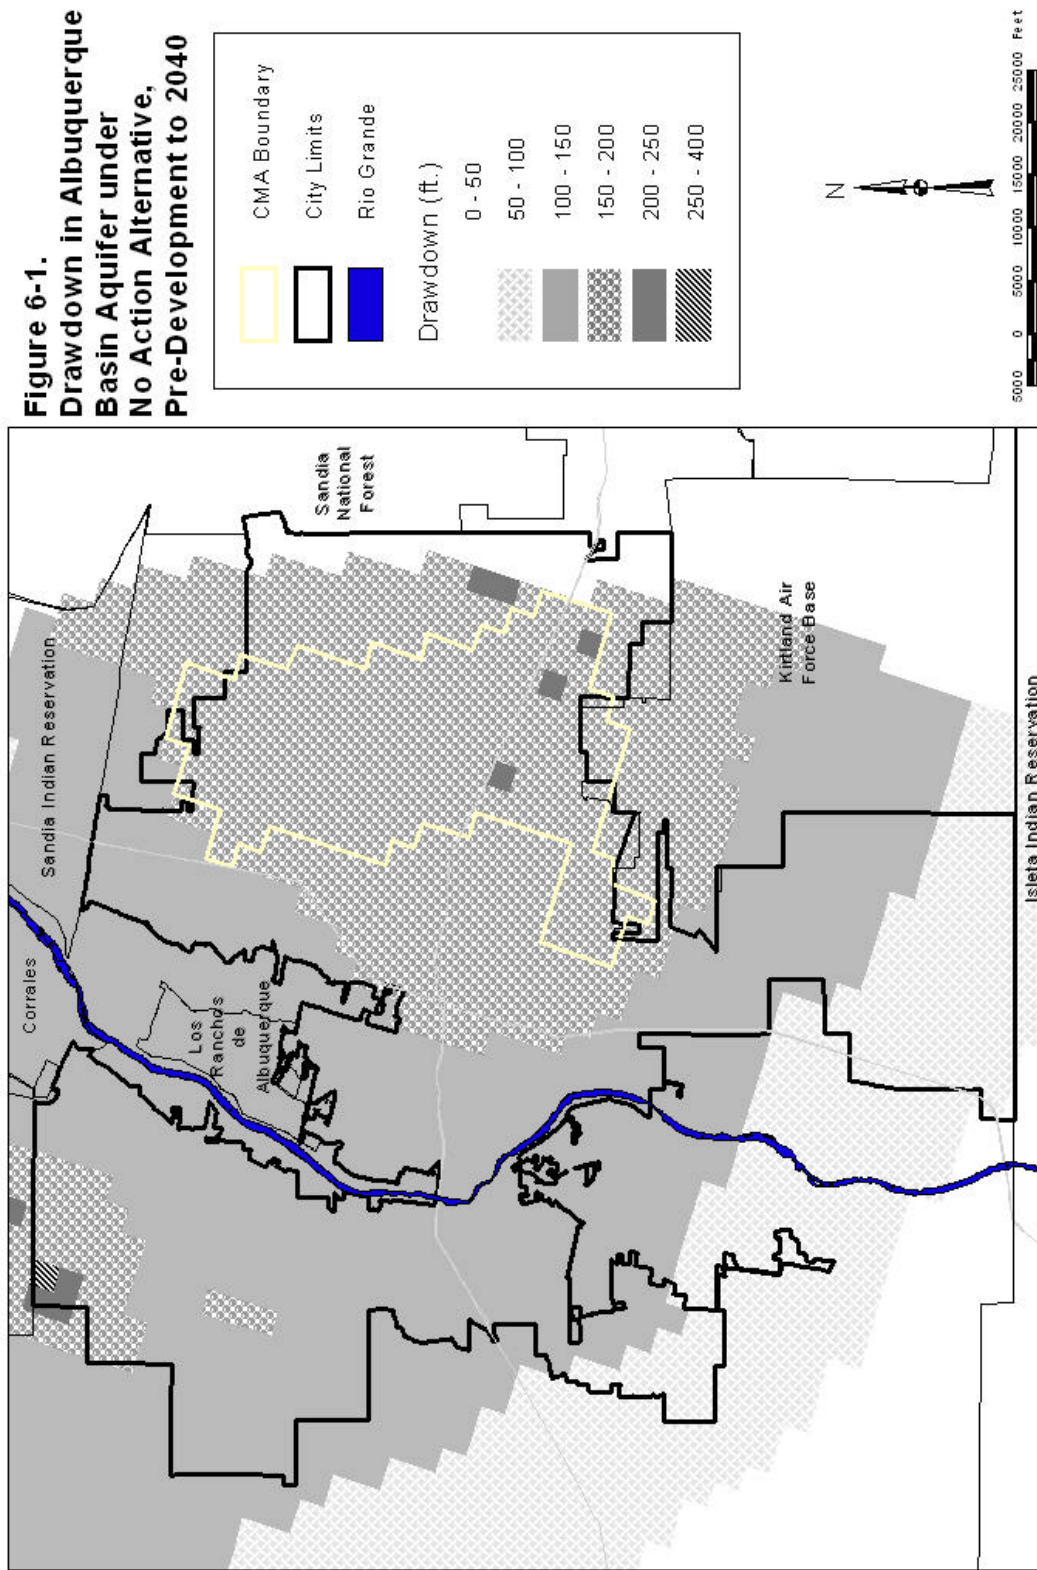 Figure 6-1.
Drawdown in Albuquerque
Basin Aquifer under
No Action Alternative,
Pre-Development to 2040
CMA Boundary
City Limits
Rio Grande
Drawdown (ft.)
0 - 50
50 - 100
100 - 150
150 - 200
200 - 250
250 - 400
N
5000 0 5000 10000 15000 20000 25000 Feet
Corrales
Sandia Indian Reservation
Los
Ranchos
de
Albuquerque
Sandia
National
Forest
Kirtland Air
Force Base
Isleta Indian Reservation